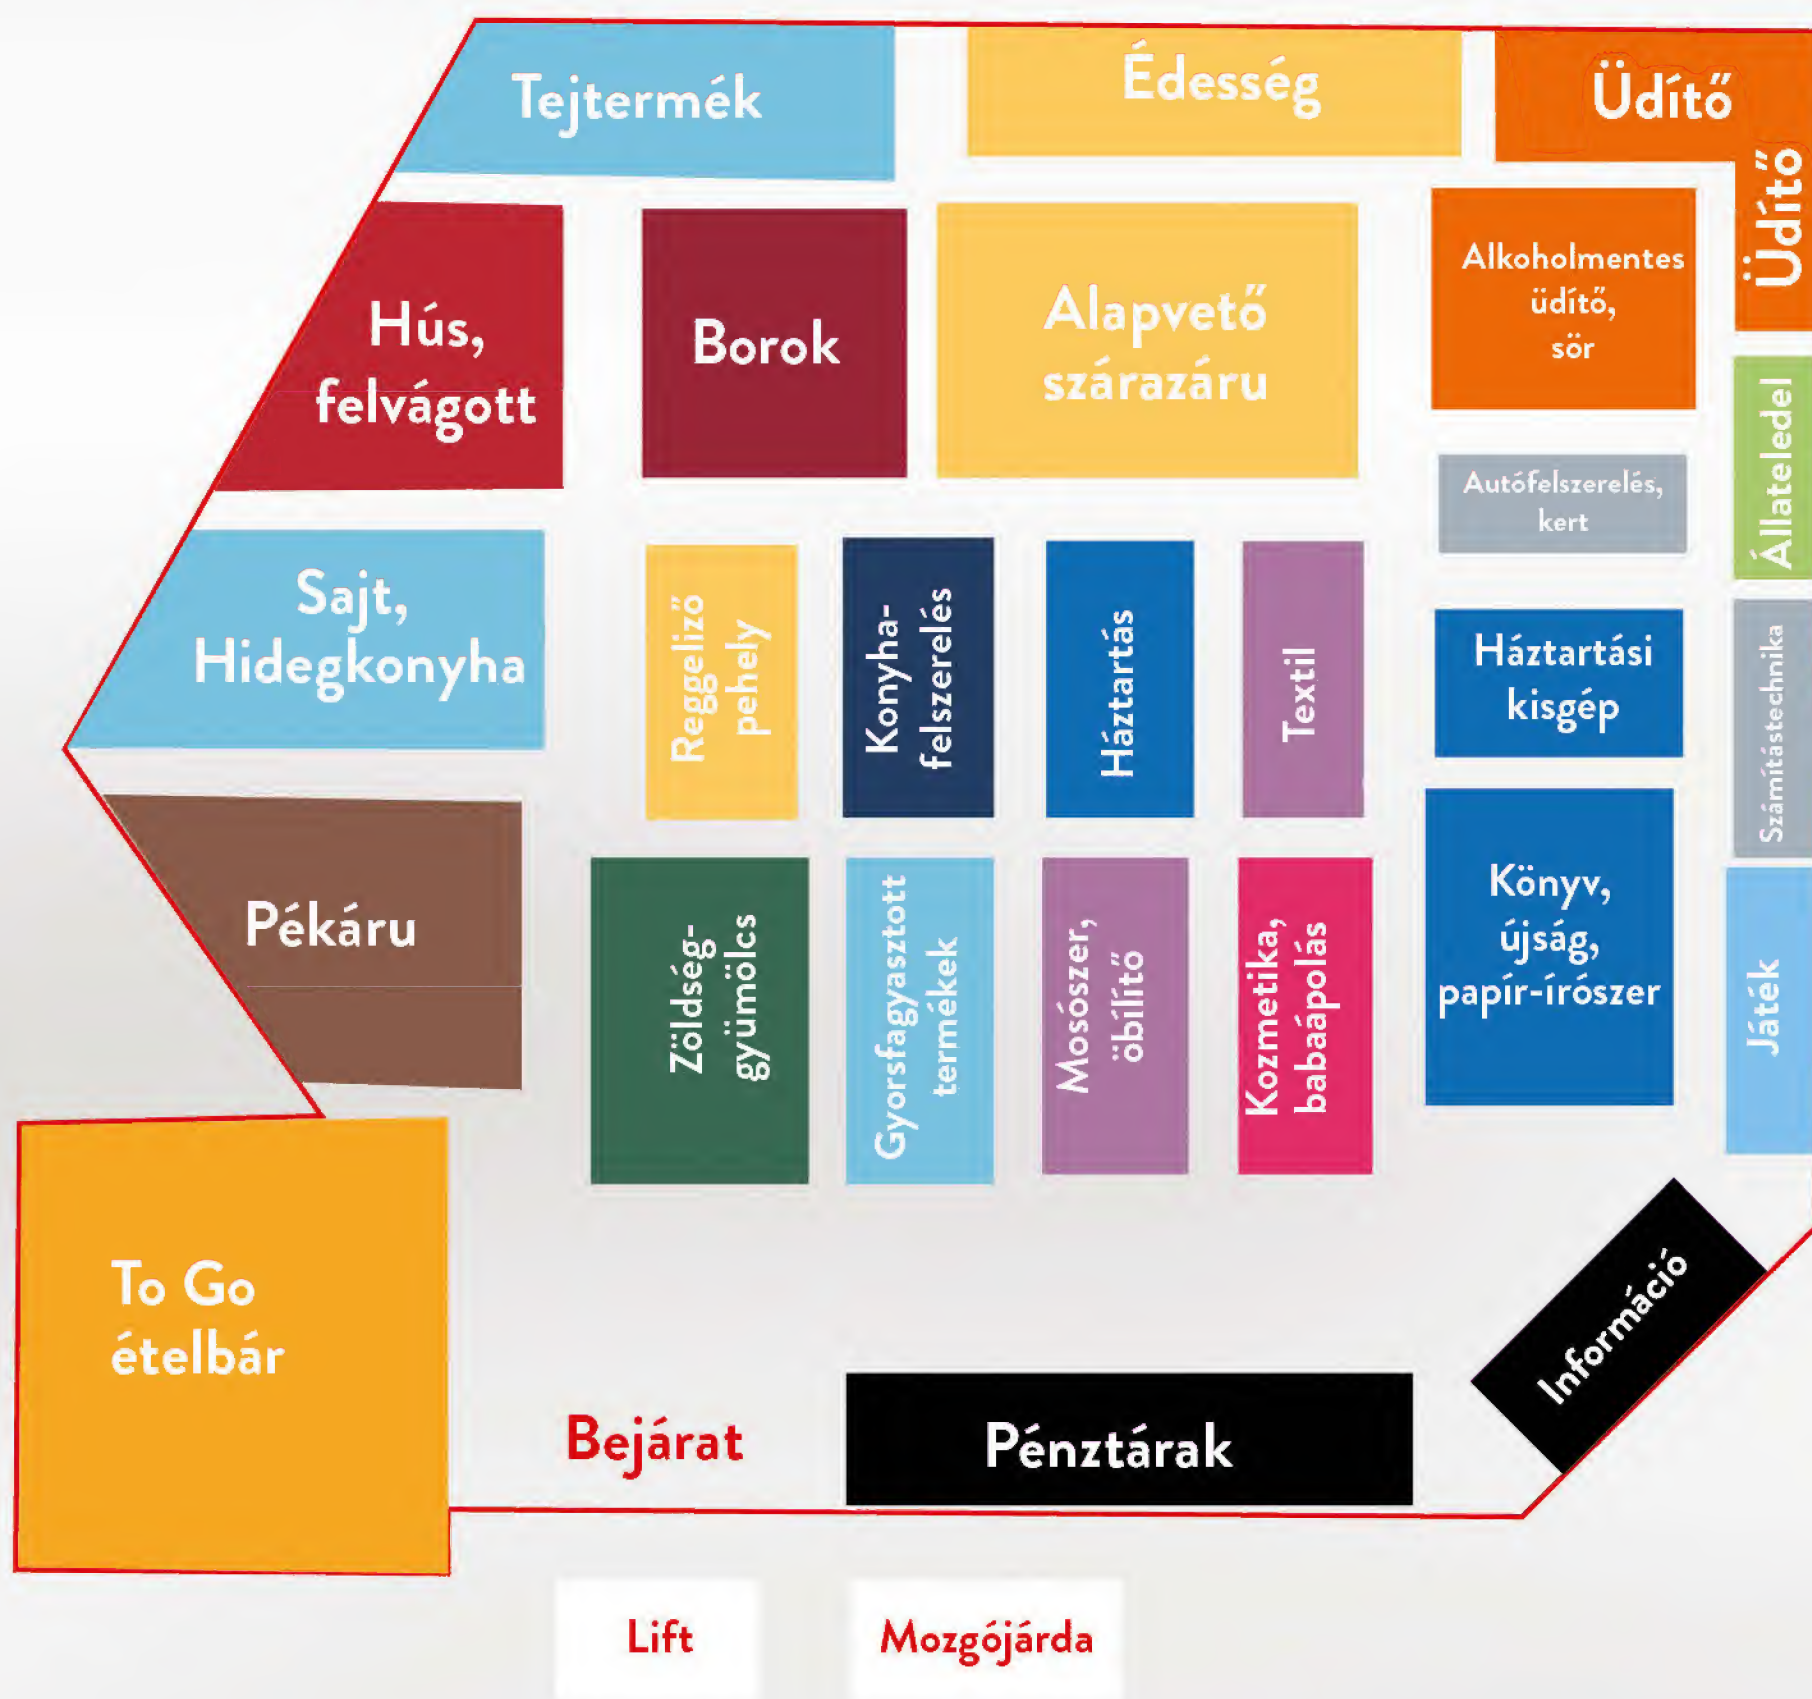 Tejtermék
Édesség
Üdítő
Üdítő
Hús,
felvágott
Borok
Alapvető
szárazáru
Alkoholmentes
üdítő,
sör
Autófelszerelés,
kert
Állateledel
Sajt,
Hidegkonyha
Reggeliző
pehely
Konyha-
felszerelés
Háztartás
Textil
Háztartási
kisgép
Számítástechnika
Pékáru
Zöldség-
gyümölcs
Gyorsfagyasztott
termékek
Mosószer,
öbílítő
Kozmetika,
babaápolás
Könyv,
újság,
papír-írószer
Játék
To Go
ételbár
Információ
Bejárat
Pénztárak
Lift
Mozgójárda